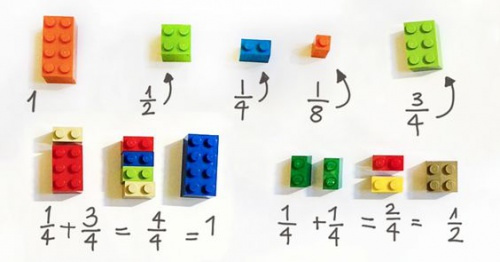 1 1/2 1/4 1/8 3/4
1/4 + 3/4 = 4/4 = 1
1/4 + 1/4 = 2/4 = 1/2